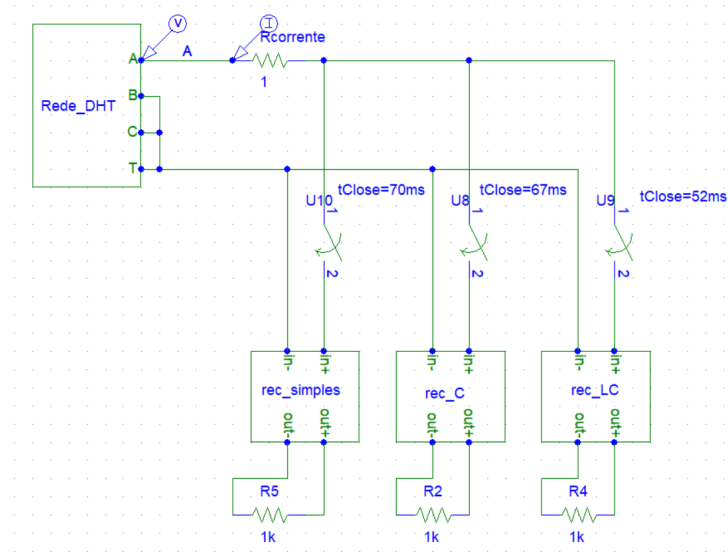 V
I
A
Rcorrente
1
Rede_DHT
A
B
C
T
tClose=70ms
U10
1
2
tClose=67ms
U8
1
2
tClose=52ms
U9
1
2
in-
in+
rec_simples
out-
out+
in-
in+
rec_C
out-
out+
in-
in+
rec_LC
out-
out+
R5
1k
R2
1k
R4
1k